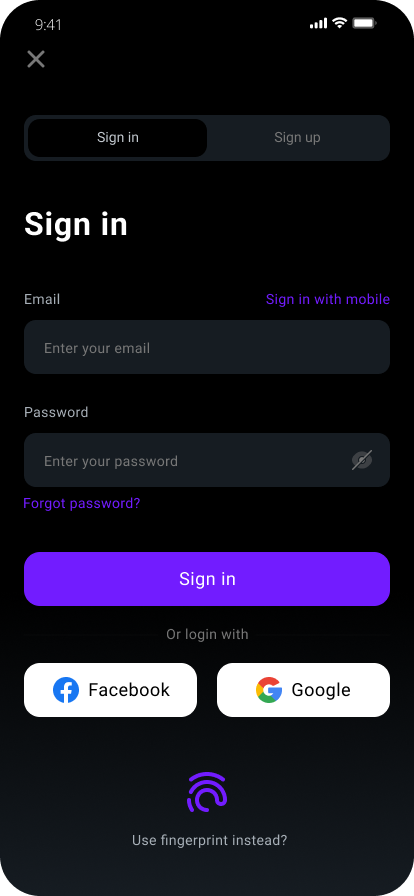 9:41
Sign in
Sign up
Sign in
Email
Sign in with mobile
Enter your email
Password
Enter your password
Forgot password?
Sign in
Or login with
Facebook
Google
Use fingerprint instead?